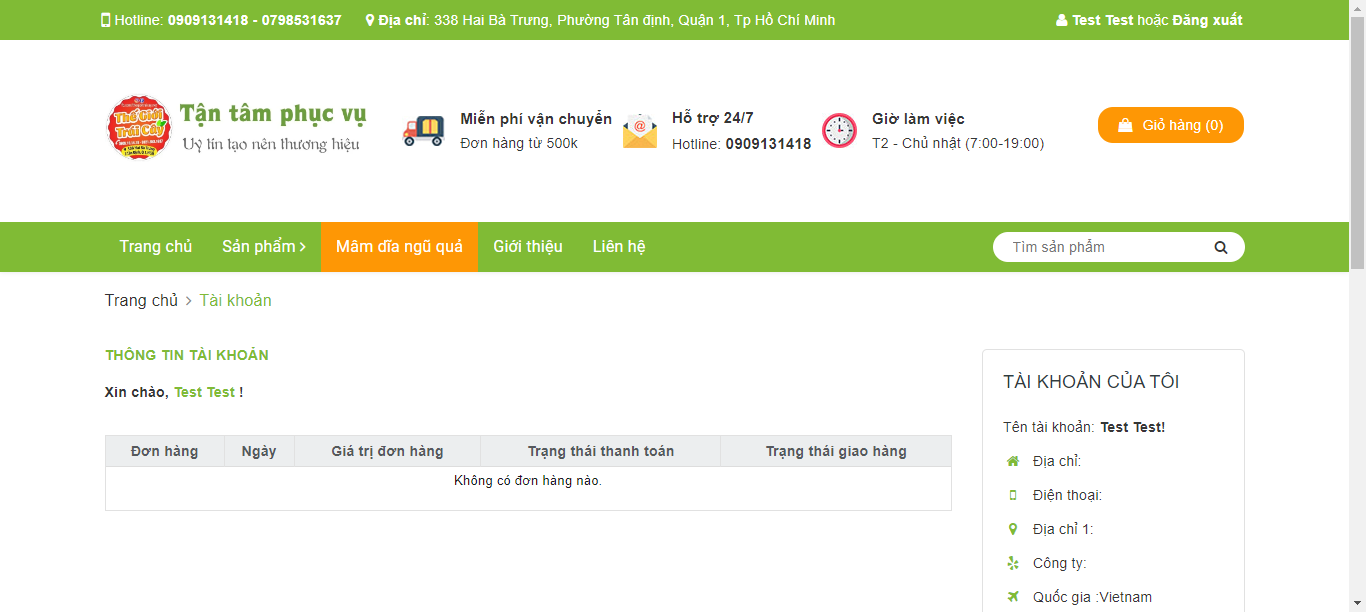 Hotline: 0909131418 - 0798531637 Địa chỉ: 338 Hai Bà Trưng, Phường Tân định, Quận 1, Tp Hồ Chí Minh Test Test hoặc Đăng xuất
Thế Giới
Trái Cây
Tận tâm phục vụ
Uỷ tín tạo nên thương hiệu
Miễn phí vận chuyển
Đơn hàng từ 500k
Hỗ trợ 24/7
Hotline: 0909131418
Giờ làm việc
T2 - Chủ nhật (7:00-19:00)
Giỏ hàng (0)
Trang chủ Sản phẩm Mâm dĩa ngũ quả Giới thiệu Liên hệ Tìm sản phẩm
Trang chủ > Tài khoản
THÔNG TIN TÀI KHOẢN
Xin chào, Test Test !
Đơn hàng Ngày Giá trị đơn hàng Trạng thái thanh toán Trạng thái giao hàng
Không có đơn hàng nào.
TÀI KHOẢN CỦA TÔI
Tên tài khoản: Test Test!
Địa chỉ:
Điện thoại:
Địa chỉ 1:
Công ty:
Quốc gia :Vietnam